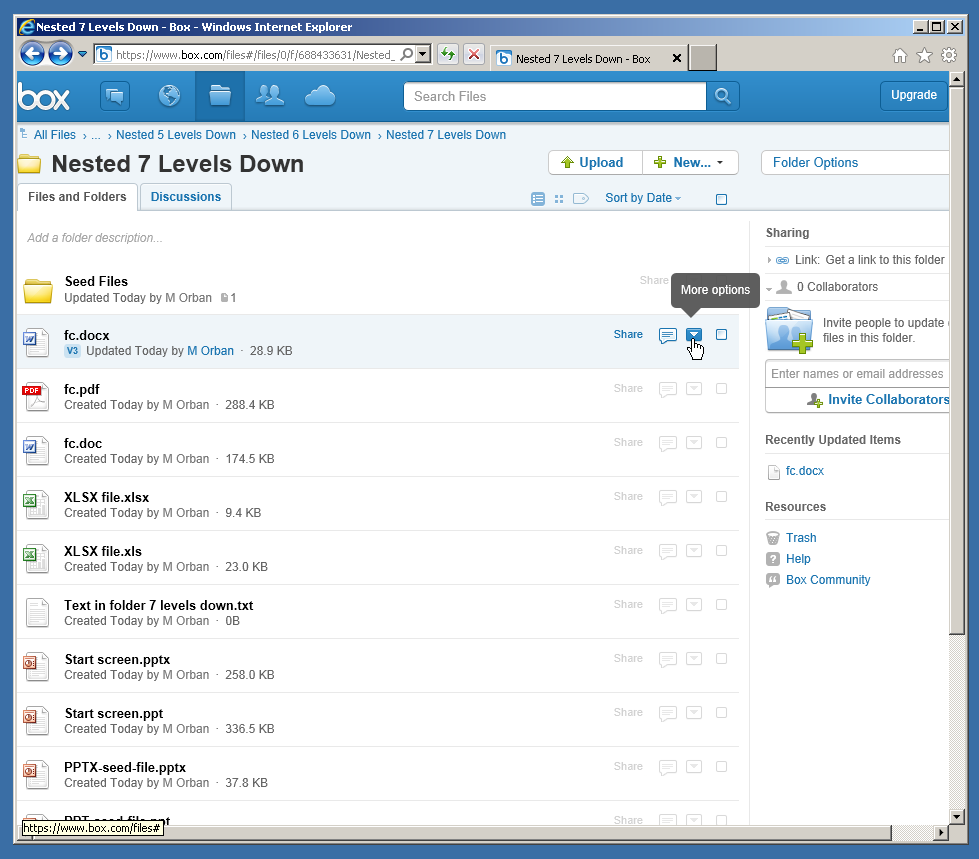 Nested 7 Levels Down - Box - Windows Internet Explorer
https://www.box.com/files#/files/0/f/688433631/Nested_
Nested 7 Levels Down - Box
box
Search Files
Upgrade
All Files › ... › Nested 5 Levels Down › Nested 6 Levels Down › Nested 7 Levels Down
Nested 7 Levels Down
Upload
New...
Folder Options
Files and Folders
Discussions
Sort by Date
Add a folder description...
Seed Files
Updated Today by M Orban 1
Share
More options
fc.docx
V3 Updated Today by M Orban · 28.9 KB
Share
fc.pdf
PDF
Created Today by M Orban · 288.4 KB
Share
fc.doc
Created Today by M Orban · 174.5 KB
Share
XLSX file.xlsx
Created Today by M Orban · 9.4 KB
Share
XLSX file.xls
Created Today by M Orban · 23.0 KB
Share
Text in folder 7 levels down.txt
Created Today by M Orban · 0B
Share
Start screen.pptx
Created Today by M Orban · 258.0 KB
Share
Start screen.ppt
Created Today by M Orban · 336.5 KB
Share
PPTX-seed-file.pptx
Created Today by M Orban · 37.8 KB
Share
PPT-seed-file.ppt
Share
https://www.box.com/files#
Sharing
Link: Get a link to this folder
0 Collaborators
Invite people to update
files in this folder.
Enter names or email addresses
Invite Collaborators
Recently Updated Items
fc.docx
Resources
Trash
Help
Box Community